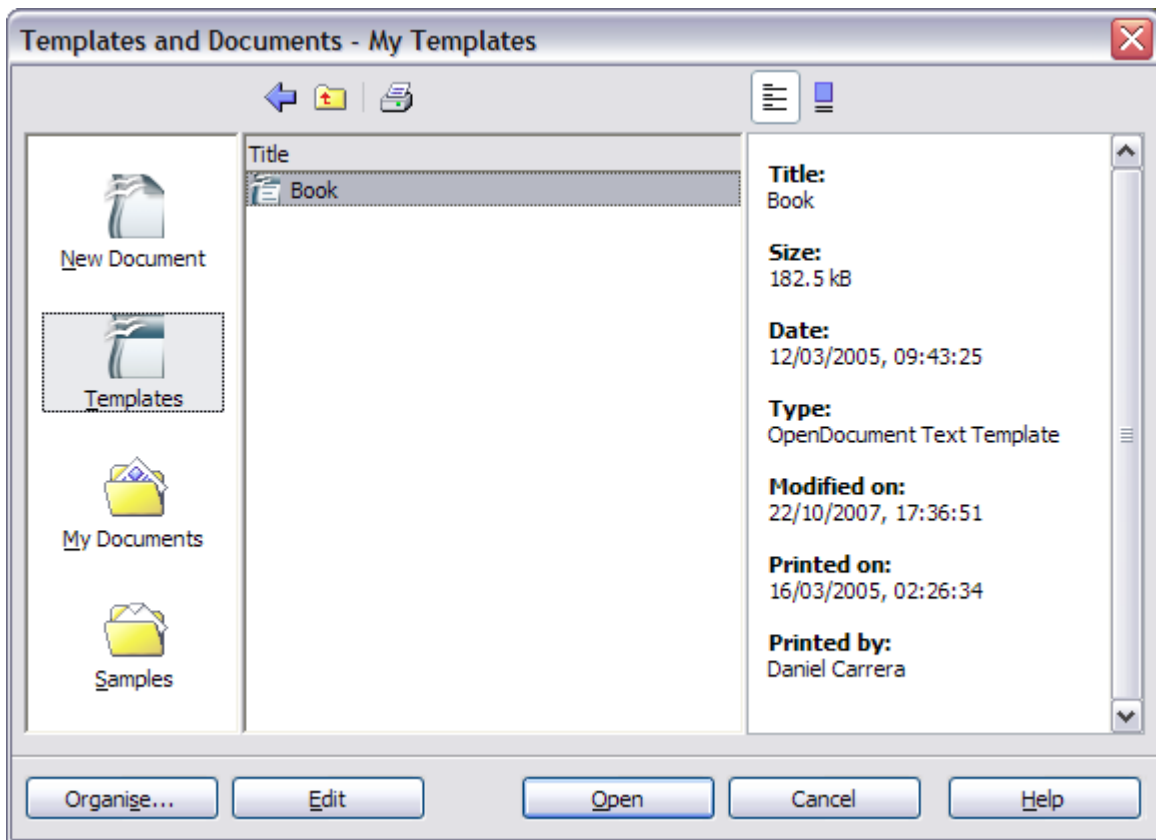 Templates and Documents - My Templates
New Document
Templates
My Documents
Samples
Title
Book
Title:
Book
Size:
182.5 kB
Date:
12/03/2005, 09:43:25
Type:
OpenDocument Text Template
Modified on:
22/10/2007, 17:36:51
Printed on:
16/03/2005, 02:26:34
Printed by:
Daniel Carrera
Organise... Edit Open Cancel Help